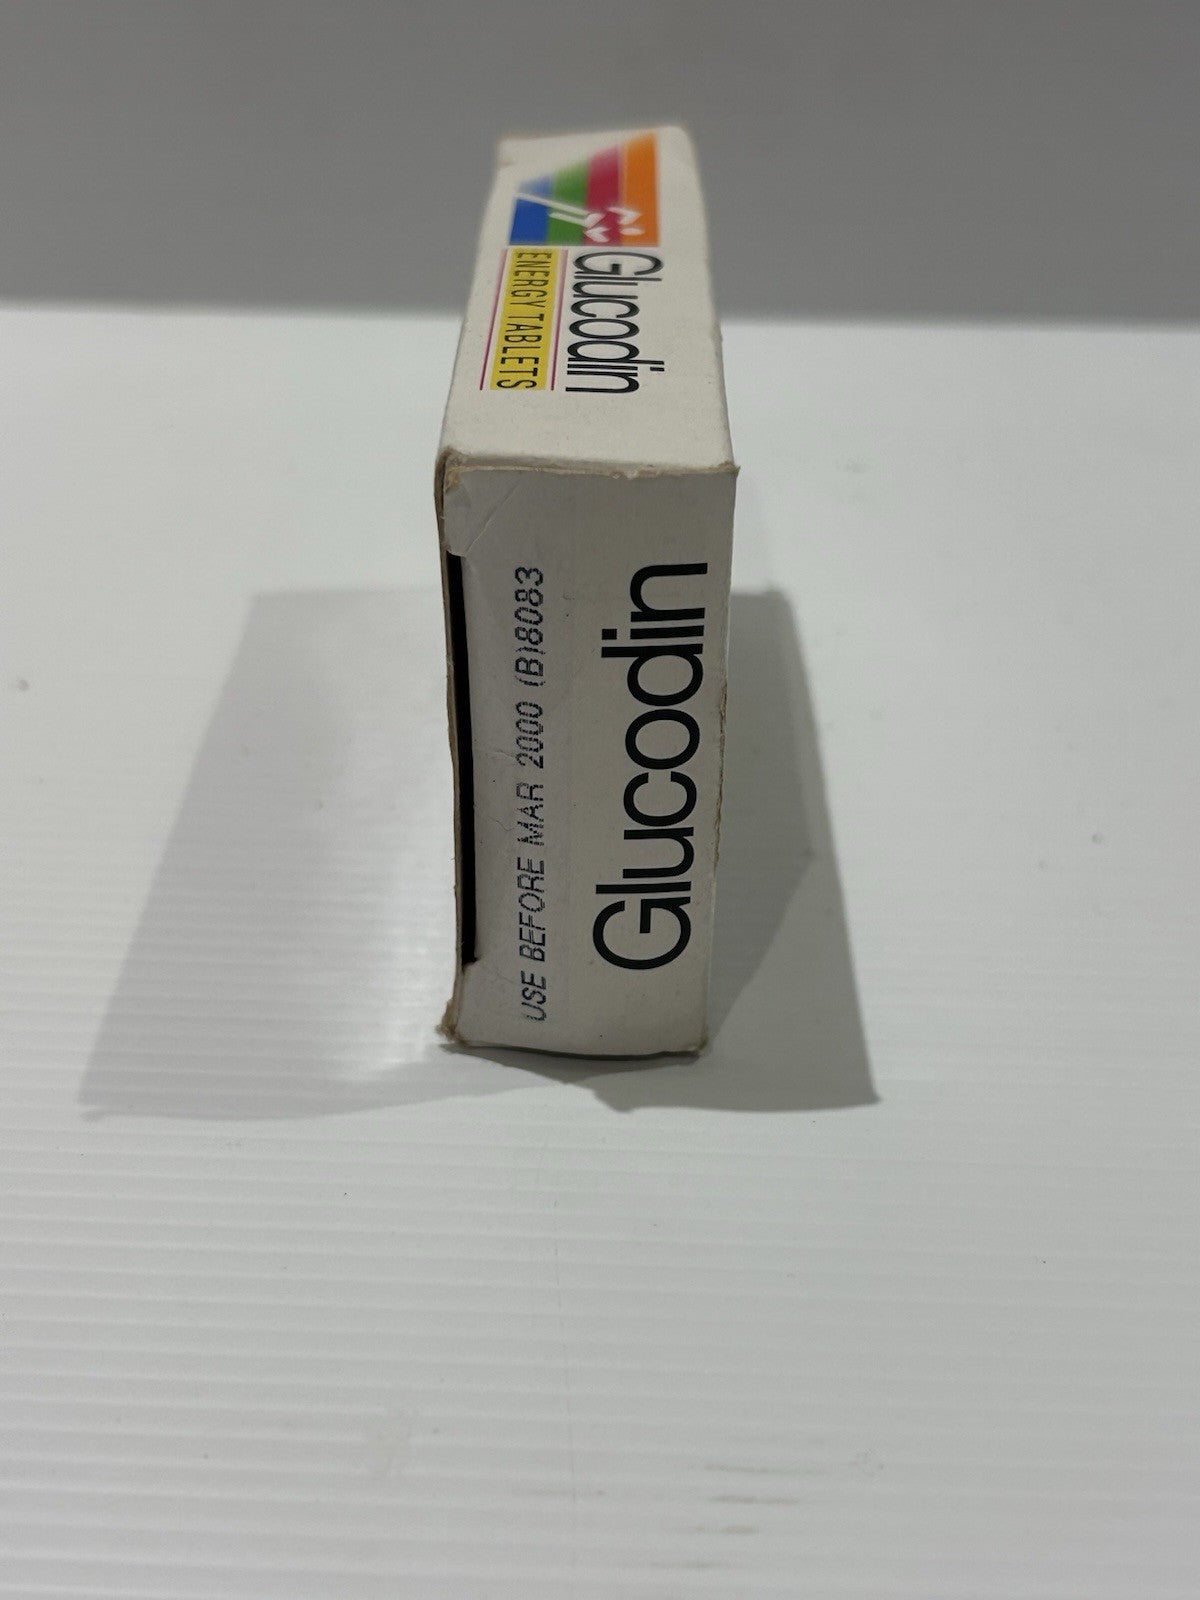 Glucodin
ENERGY TABLETS
USE BEFORE MAR 2000 (B)8083
Glucodin